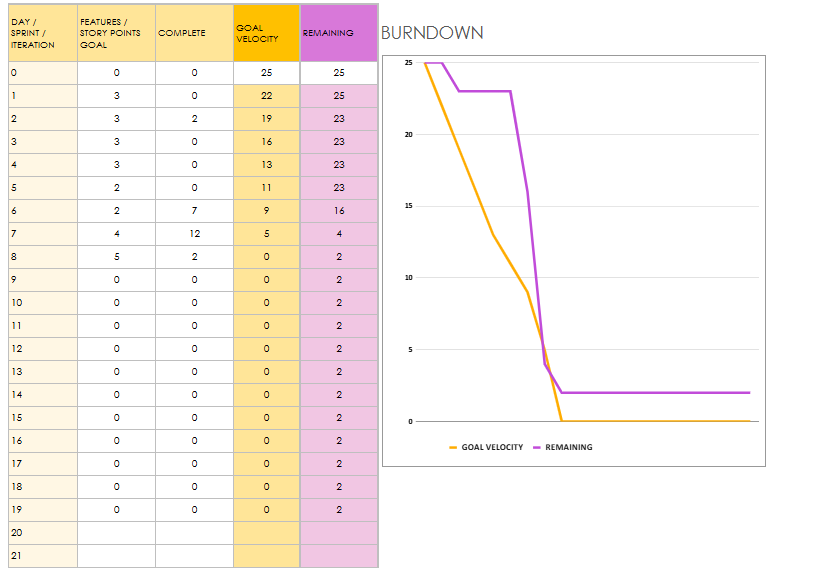 DAY / SPRINT / ITERATION FEATURES / STORY POINTS GOAL COMPLETE GOAL VELOCITY REMAINING
0 0 0 25 25
1 3 0 22 25
2 3 2 19 23
3 3 0 16 23
4 3 0 13 23
5 2 0 11 23
6 2 7 9 16
7 4 12 5 4
8 5 2 0 2
9 0 0 0 2
10 0 0 0 2
11 0 0 0 2
12 0 0 0 2
13 0 0 0 2
14 0 0 0 2
15 0 0 0 2
16 0 0 0 2
17 0 0 0 2
18 0 0 0 2
19 0 0 0 2
20
21
BURNDOWN
25
20
15
10
5
0
GOAL VELOCITY REMAINING